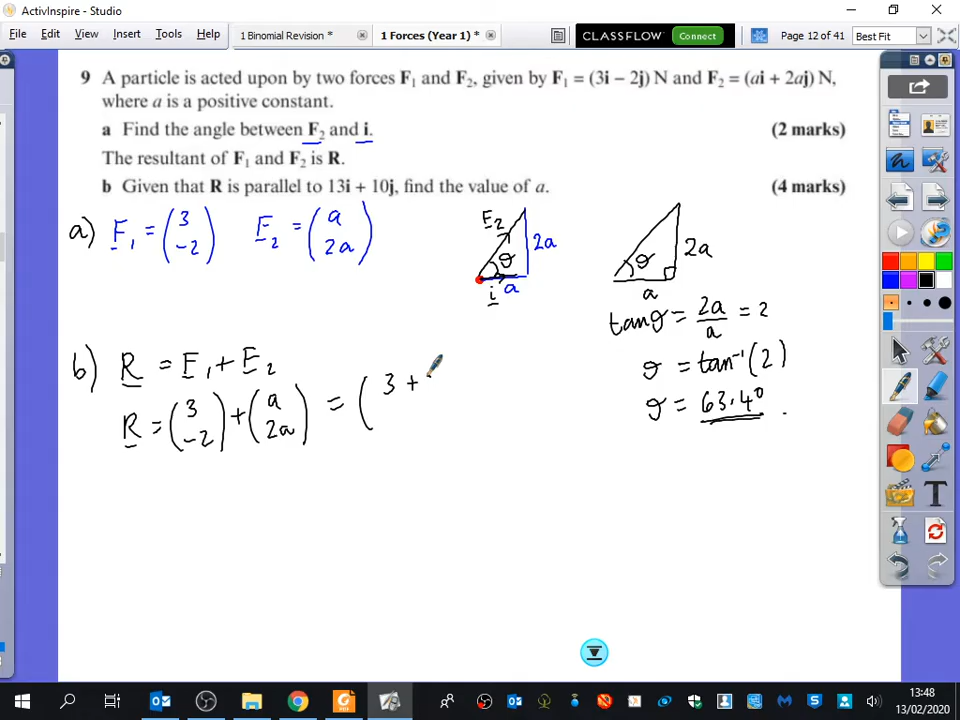 ActivInspire - Studio
File Edit View Insert Tools Help
1 Binomial Revision *
1 Forces (Year 1) *
CLASSFLOW Connect
Page 12 of 41
Best Fit
9 A particle is acted upon by two forces F₁ and F₂, given by F₁ = (3i − 2j) N and F₂ = (ai + 2aj) N,
where a is a positive constant.
a Find the angle between F₂ and i. (2 marks)
The resultant of F₁ and F₂ is R.
b Given that R is parallel to 13i + 10j, find the value of a. (4 marks)
a) F₁ = (3 −2) F₂ = (a 2a)
F₂ 2a θ i a
θ 2a a
tanθ = 2a/a = 2
θ = tan⁻¹(2)
θ = 63.4°.
b) R = F₁ + F₂
R = (3 −2) + (a 2a) = ( 3 +
13:48
13/02/2020